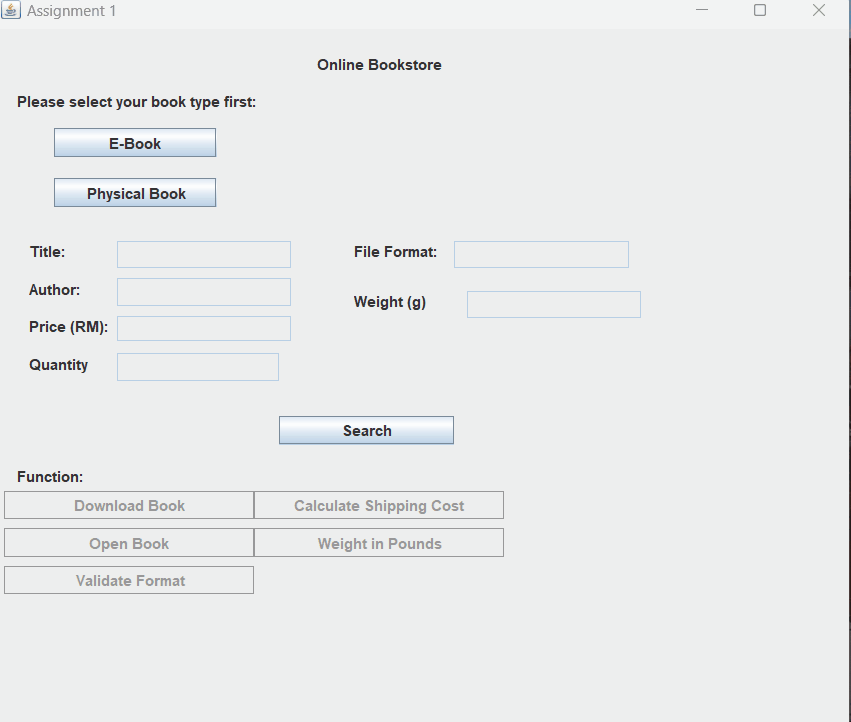 Assignment 1
Online Bookstore
Please select your book type first:
E-Book
Physical Book
Title:
File Format:
Author:
Weight (g)
Price (RM):
Quantity
Search
Function:
Download Book
Calculate Shipping Cost
Open Book
Weight in Pounds
Validate Format